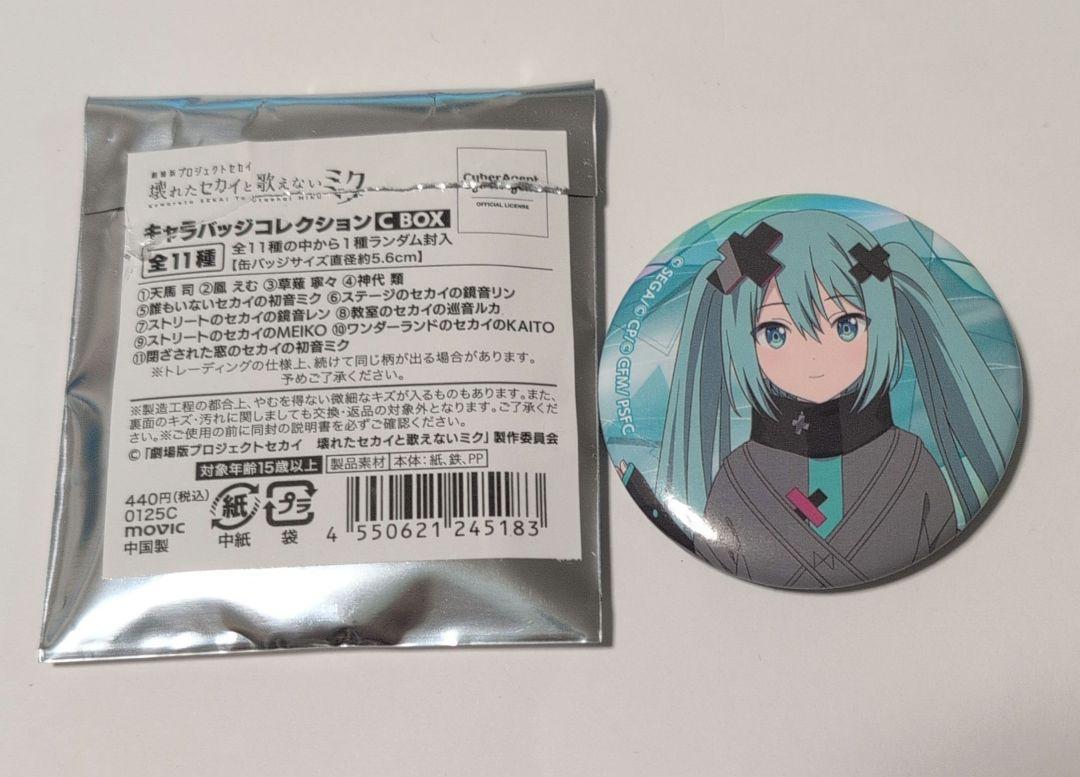 劇場版プロジェクトセカイ
壊れたセカイと歌えないミク
Kowareta SEKAI To Utaenai MIKU
CyberAgent
OFFICIAL LICENSE
キャラバッジコレクション C BOX
全11種
全11種の中から1種ランダム封入
【缶バッジサイズ直径約5.6cm】
①天馬 司 ②鳳 えむ ③草薙 寧々 ④神代 類
⑤誰もいないセカイの初音ミク ⑥ステージのセカイの鏡音リン
⑦ストリートのセカイの鏡音レン ⑧教室のセカイの巡音ルカ
⑨ストリートのセカイのMEIKO ⑩ワンダーランドのセカイのKAITO
⑪閉ざされた窓のセカイの初音ミク
※トレーディングの仕様上、続けて同じ柄が出る場合があります。
予めご了承ください。
※製造工程の都合上、やむを得ない微細なキズが入るものもあります。また、
裏面のキズ・汚れに関しましても交換・返品の対象外となります。ご了承くだ
さい。※ご使用の前に同封の説明書を必ずご確認ください。
©「劇場版プロジェクトセカイ 壊れたセカイと歌えないミク」製作委員会
対象年齢15歳以上 製品素材 本体:紙、鉄、PP
440円(税込)
0125C
movic
中国製
紙
中紙
プラ
袋
4 550621 245183
© SEGA/© CP/© CFM/ PSFC